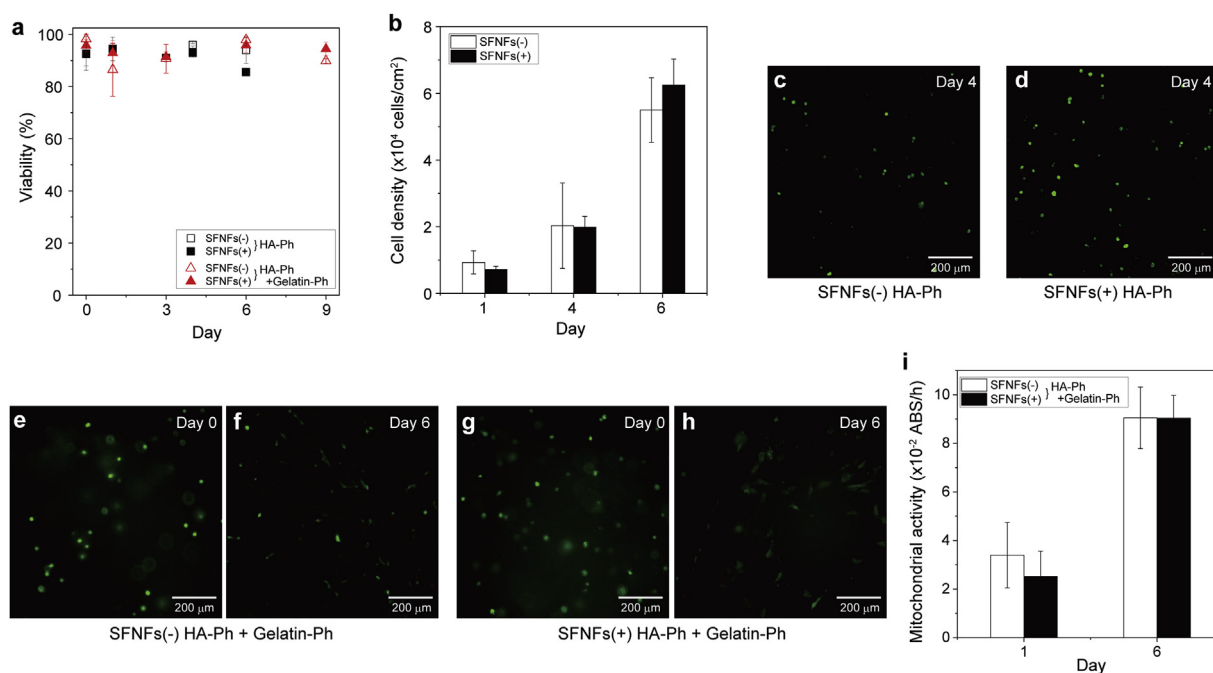 a
100
80
60
40
20
0
Viability (%)
SFNFs(-)
SFNFs(+)
}HA-Ph
SFNFs(-)
SFNFs(+)
}HA-Ph
+Gelatin-Ph
0 3 6 9
Day
b
8
6
4
2
0
Cell density (x10⁴ cells/cm²)
SFNFs(-)
SFNFs(+)
1 4 6
Day
c
Day 4
200 μm
SFNFs(-) HA-Ph
d
Day 4
200 μm
SFNFs(+) HA-Ph
e
Day 0
200 μm
f
Day 6
200 μm
SFNFs(-) HA-Ph + Gelatin-Ph
g
Day 0
200 μm
h
Day 6
200 μm
SFNFs(+) HA-Ph + Gelatin-Ph
i
10
8
6
4
2
0
Mitochondrial activity (x10⁻² ABS/h)
SFNFs(-)
SFNFs(+)
} HA-Ph
+Gelatin-Ph
1 6
Day